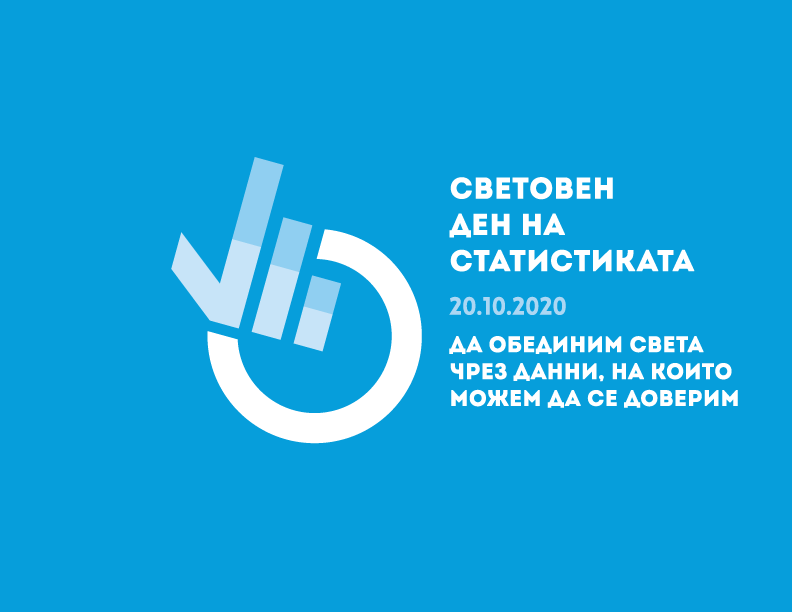 СВЕТОВЕН
ДЕН НА
СТАТИСТИКАТА
20.10.2020
ДА ОБЕДИНИМ СВЕТА
ЧРЕЗ ДАННИ, НА КОИТО
МОЖЕМ ДА СЕ ДОВЕРИМ